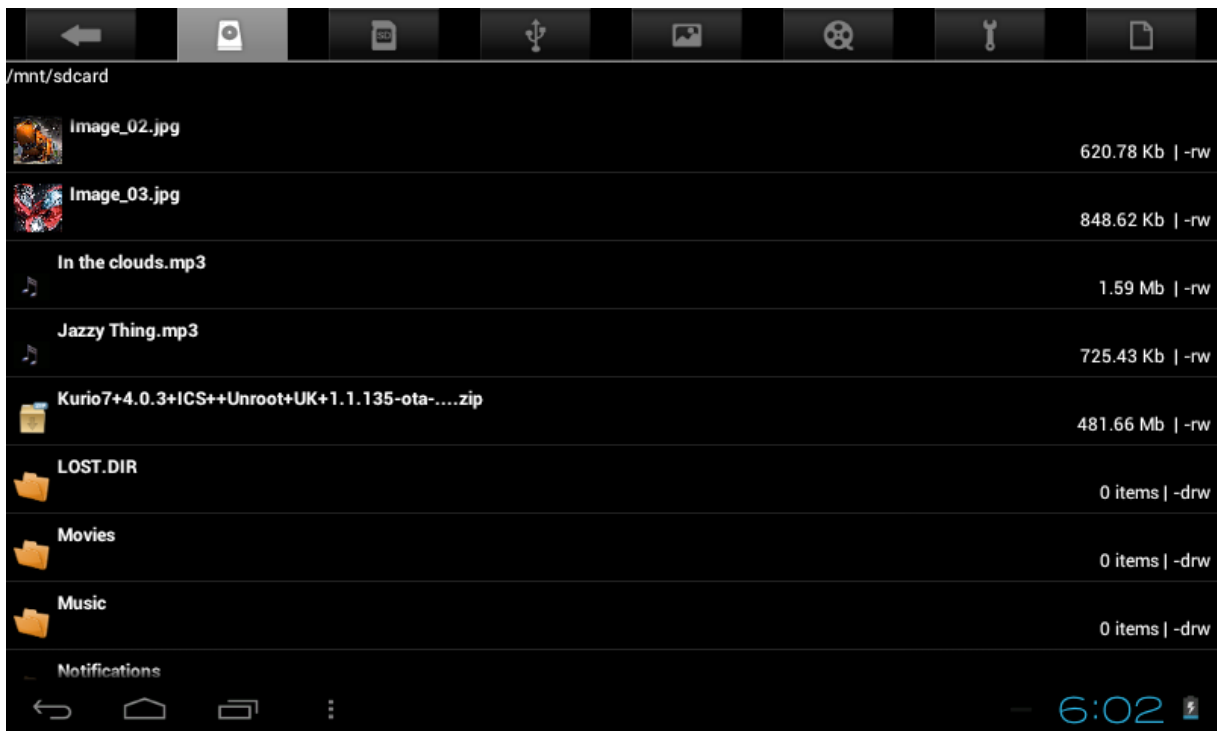 SD
/mnt/sdcard
Image_02.jpg
620.78 Kb | -rw
Image_03.jpg
848.62 Kb | -rw
In the clouds.mp3
1.59 Mb | -rw
Jazzy Thing.mp3
725.43 Kb | -rw
Kurio7+4.0.3+ICS++Unroot+UK+1.1.135-ota-....zip
481.66 Mb | -rw
LOST.DIR
0 items | -drw
Movies
0 items | -drw
Music
0 items | -drw
Notifications
6:02